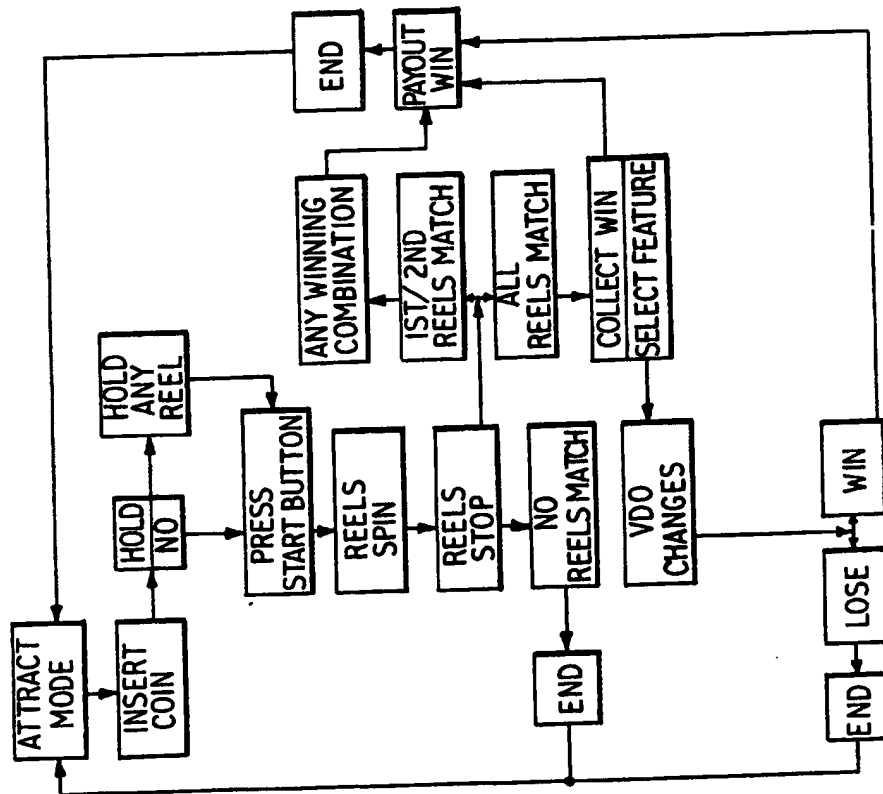 ATTRACT
MODE
INSERT
COIN
HOLD
NO
HOLD
ANY
REEL
PRESS
START BUTTON
REELS
SPIN
REELS
STOP
NO
REELS MATCH
END
ANY WINNING
COMBINATION
1ST/2ND
REELS MATCH
ALL
REELS MATCH
COLLECT WIN
SELECT FEATURE
PAYOUT
WIN
END
VDO
CHANGES
WIN
LOSE
END